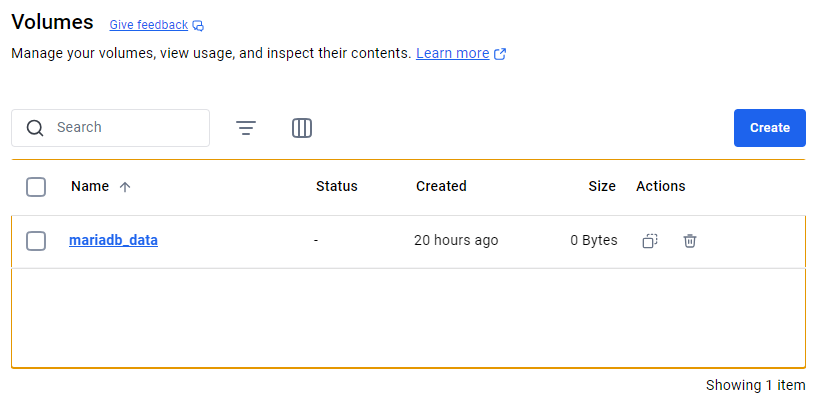 Volumes Give feedback
Manage your volumes, view usage, and inspect their contents. Learn more
Search
Create
Name Status Created Size Actions
mariadb_data - 20 hours ago 0 Bytes
Showing 1 item